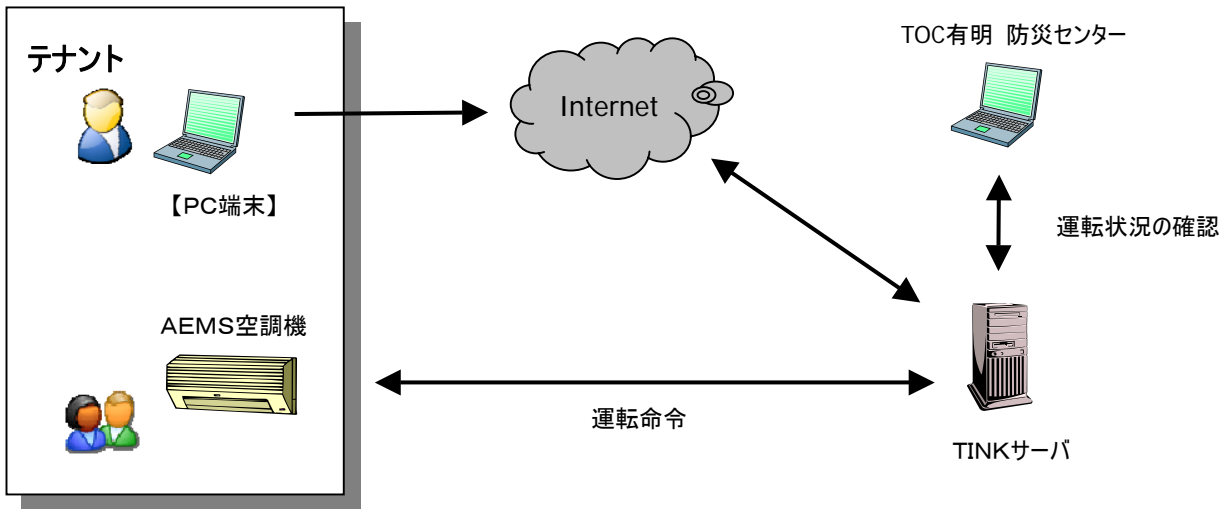 テナント
【PC端末】
AEMS空調機
Internet
TOC有明 防災センター
運転状況の確認
運転命令
TINKサーバ